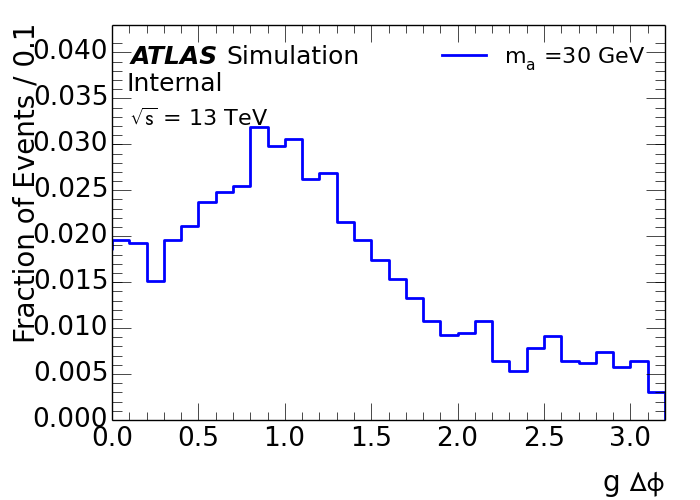 Fraction of Events / 0.1
0.040
0.035
0.030
0.025
0.020
0.015
0.010
0.005
0.000
ATLAS Simulation
Internal
√s = 13 TeV
mₐ =30 GeV
0.0 0.5 1.0 1.5 2.0 2.5 3.0
g Δϕ